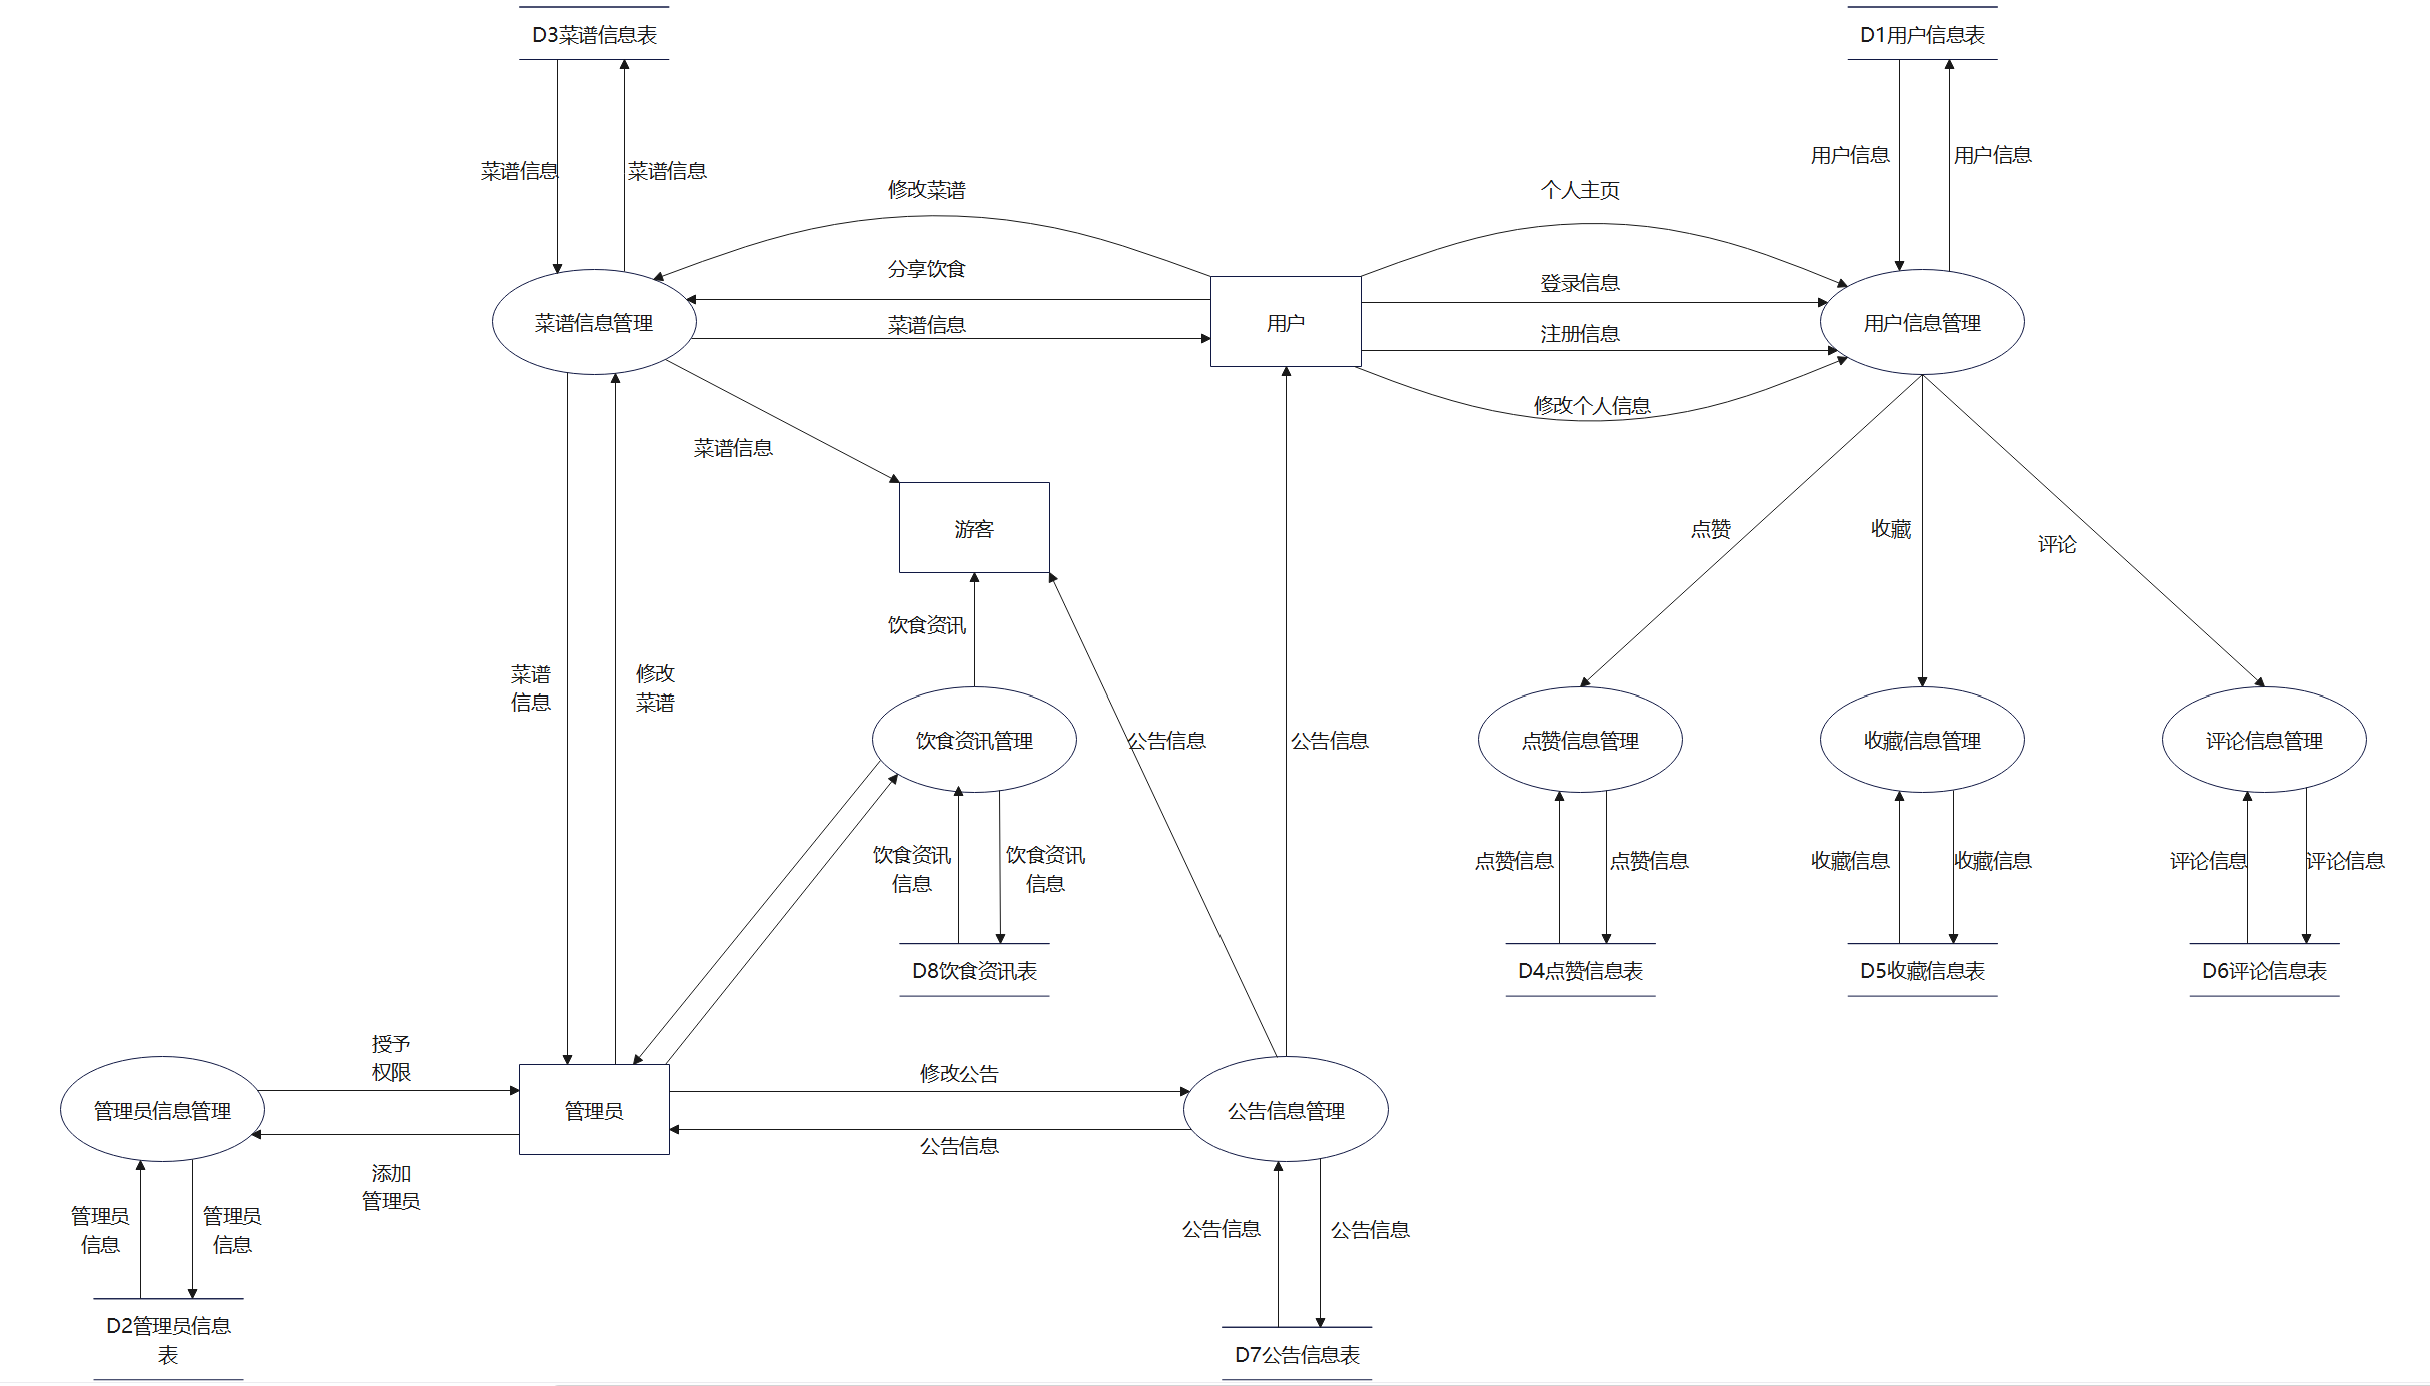 D3菜谱信息表
D1用户信息表
菜谱信息
菜谱信息
用户信息
用户信息
修改菜谱
个人主页
分享饮食
登录信息
菜谱信息管理
菜谱信息
用户
注册信息
用户信息管理
修改个人信息
菜谱信息
游客
点赞
收藏
评论
饮食资讯
菜谱
信息
修改
菜谱
饮食资讯管理
公告信息
公告信息
点赞信息管理
收藏信息管理
评论信息管理
饮食资讯
信息
饮食资讯
信息
点赞信息
点赞信息
收藏信息
收藏信息
评论信息
评论信息
D8饮食资讯表
D4点赞信息表
D5收藏信息表
D6评论信息表
授予
权限
修改公告
管理员信息管理
管理员
公告信息管理
公告信息
添加
管理员
管理员
信息
管理员
信息
公告信息
公告信息
D2管理员信息
表
D7公告信息表